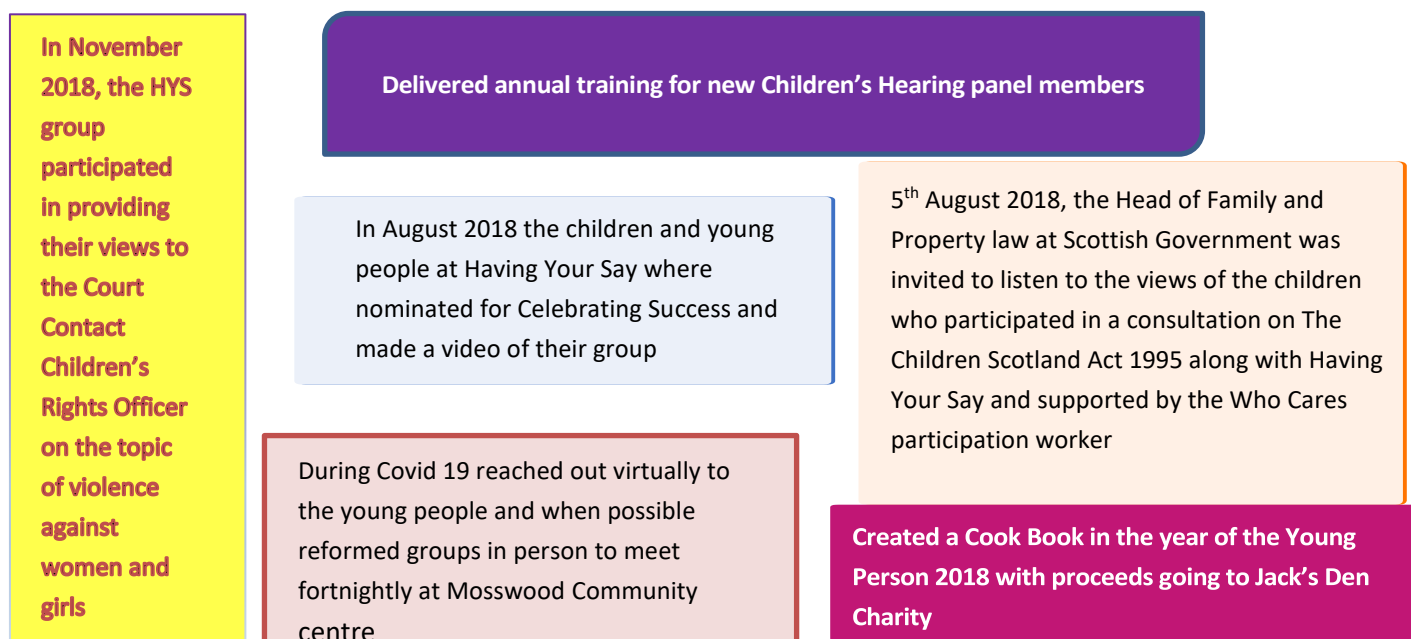 In November
2018, the HYS
group
participated
in providing
their views to
the Court
Contact
Children’s
Rights Officer
on the topic
of violence
against
women and
girls
Delivered annual training for new Children’s Hearing panel members
In August 2018 the children and young
people at Having Your Say where
nominated for Celebrating Success and
made a video of their group
5th August 2018, the Head of Family and
Property law at Scottish Government was
invited to listen to the views of the children
who participated in a consultation on The
Children Scotland Act 1995 along with Having
Your Say and supported by the Who Cares
participation worker
During Covid 19 reached out virtually to
the young people and when possible
reformed groups in person to meet
fortnightly at Mosswood Community
centre
Created a Cook Book in the year of the Young
Person 2018 with proceeds going to Jack’s Den
Charity